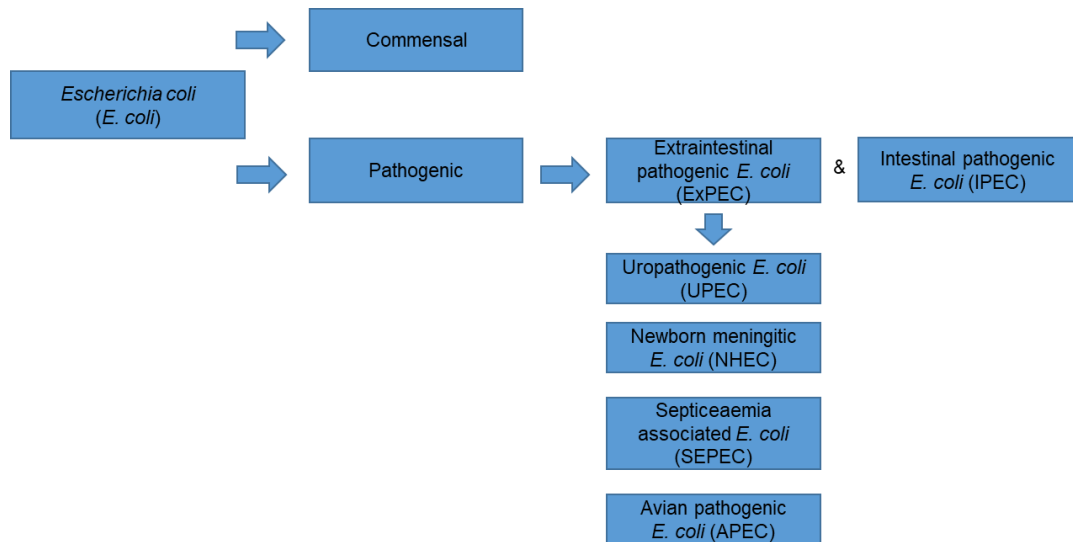 Commensal
Escherichia coli
(E. coli)
Pathogenic
Extraintestinal
pathogenic E. coli
(ExPEC)
&
Intestinal pathogenic
E. coli (IPEC)
Uropathogenic E. coli
(UPEC)
Newborn meningitic
E. coli (NHEC)
Septiceaemia
associated E. coli
(SEPEC)
Avian pathogenic
E. coli (APEC)